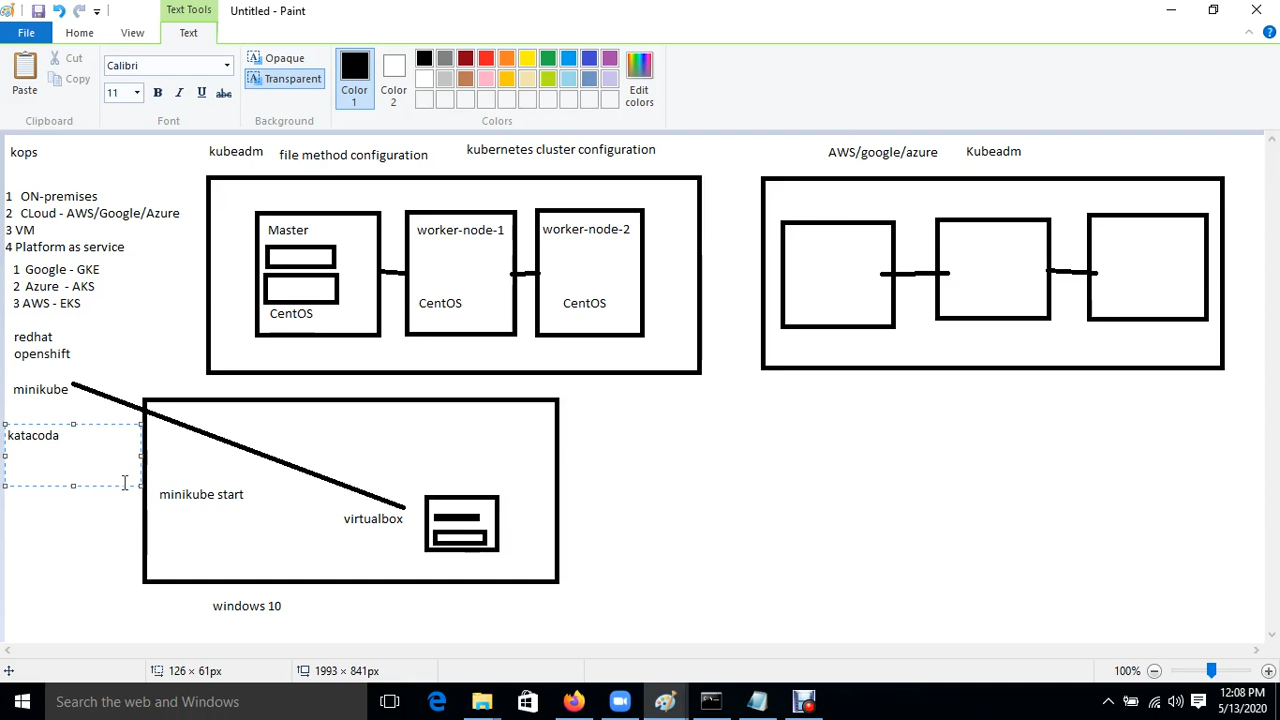 Text Tools
Untitled - Paint
File
Home
View
Text
Paste
Cut
Copy
Clipboard
Calibri
11
B I U abc
Font
Opaque
Transparent
Background
Color 1
Color 2
Edit colors
Colors
kops
kubeadm
file method configuration
kubernetes cluster configuration
AWS/google/azure
Kubeadm
1 ON-premises
2 CLoud - AWS/Google/Azure
3 VM
4 Platform as service
1 Google - GKE
2 Azure - AKS
3 AWS - EKS
redhat
openshift
minikube
katacoda
Master
CentOS
worker-node-1
CentOS
worker-node-2
CentOS
minikube start
virtualbox
windows 10
126 × 61px
1993 × 841px
100%
Search the web and Windows
12:08 PM
5/13/2020